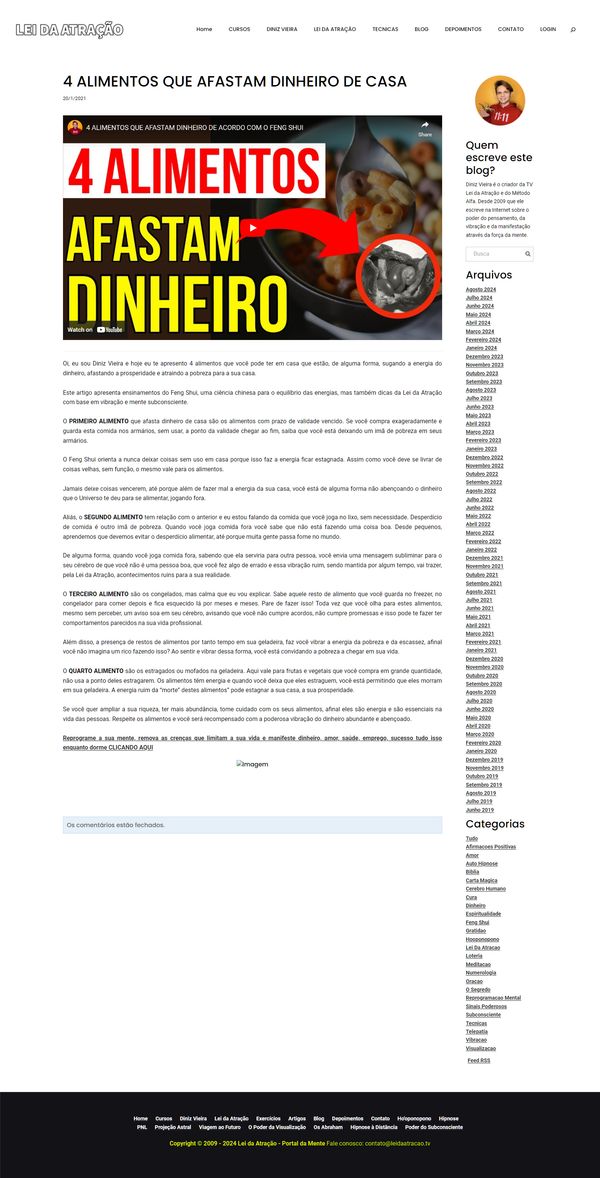 LEI DA ATRAÇÃO
Home CURSOS DINIZ VIEIRA LEI DA ATRAÇÃO TECNICAS BLOG DEPOIMENTOS CONTATO LOGIN
4 ALIMENTOS QUE AFASTAM DINHEIRO DE CASA
20/1/2021
4 ALIMENTOS QUE AFASTAM DINHEIRO DE ACORDO COM O FENG SHUI
Share
4 ALIMENTOS
AFASTAM
DINHEIRO
Watch on YouTube
Oi, eu sou Diniz Vieira e hoje eu te apresento 4 alimentos que você pode ter em casa que estão, de alguma forma, sugando a energia do
dinheiro, afastando a prosperidade e atraindo a pobreza para a sua casa.
Este artigo apresenta ensinamentos do Feng Shui, uma ciência chinesa para o equilíbrio das energias, mas também dicas da Lei da Atração
com base em vibração e mente subconsciente.
O PRIMEIRO ALIMENTO que afasta dinheiro de casa são os alimentos com prazo de validade vencido. Se você compra exageradamente e
guarda esta comida nos armários, sem usar, a ponto da validade chegar ao fim, saiba que você está deixando um imã de pobreza em seus
armários.
O Feng Shui orienta a nunca deixar coisas sem uso em casa porque isso faz a energia ficar estagnada. Assim como você deve se livrar de
coisas velhas, sem função, o mesmo vale para os alimentos.
Jamais deixe coisas vencerem, até porque além de fazer mal a energia da sua casa, você está de alguma forma não abençoando o dinheiro
que o Universo te deu para se alimentar, jogando fora.
Aliás, o SEGUNDO ALIMENTO tem relação com o anterior e eu estou falando da comida que você joga no lixo, sem necessidade. Desperdício
de comida é outro imã de pobreza. Quando você joga comida fora você sabe que não está fazendo uma coisa boa. Desde pequenos,
aprendemos que devemos evitar o desperdício alimentar, até porque muita gente passa fome no mundo.
De alguma forma, quando você joga comida fora, sabendo que ela serviria para outra pessoa, você envia uma mensagem subliminar para o
seu cérebro de que você não é uma pessoa boa, que você fez algo de errado e essa vibração ruim, sendo mantida por algum tempo, vai trazer,
pela Lei da Atração, acontecimentos ruins para a sua realidade.
O TERCEIRO ALIMENTO são os congelados, mas calma que eu vou explicar. Sabe aquele resto de alimento que você guarda no freezer, no
congelador para comer depois e fica esquecido lá por meses e meses. Pare de fazer isso! Toda vez que você olha para estes alimentos,
mesmo sem perceber, um aviso soa em seu cérebro, avisando que você não cumpre acordos, não cumpre promessas e isso pode te fazer ter
comportamentos parecidos na sua vida profissional.
Além disso, a presença de restos de alimentos por tanto tempo em sua geladeira, faz você vibrar a energia da pobreza e da escassez, afinal
você não imagina um rico fazendo isso? Ao sentir e vibrar dessa forma, você está convidando a pobreza a chegar em sua vida.
O QUARTO ALIMENTO são os estragados ou mofados na geladeira. Aqui vale para frutas e vegetais que você compra em grande quantidade,
não usa a ponto deles estragarem. Os alimentos têm energia e quando você deixa que eles estraguem, você está permitindo que eles morram
em sua geladeira. A energia ruim da “morte” destes alimentos” pode estagnar a sua casa, a sua prosperidade.
Se você quer ampliar a sua riqueza, ter mais abundância, tome cuidado com os seus alimentos, afinal eles são energia e são essenciais na
vida das pessoas. Respeite os alimentos e você será recompensado com a poderosa vibração do dinheiro abundante e abençoado.
Reprograme a sua mente, remova as crenças que limitam a sua vida e manifeste dinheiro, amor, saúde, emprego, sucesso tudo isso
enquanto dorme CLICANDO AQUI
Imagem
Os comentários estão fechados.
11:11
Quem
escreve este
blog?
Diniz Vieira é o criador da TV
Lei da Atração e do Método
Alfa. Desde 2009 que ele
escreve na Internet sobre o
poder do pensamento, da
vibração e da manifestação
através da força da mente.
Busca
Arquivos
Agosto 2024
Julho 2024
Junho 2024
Maio 2024
Abril 2024
Março 2024
Fevereiro 2024
Janeiro 2024
Dezembro 2023
Novembro 2023
Outubro 2023
Setembro 2023
Agosto 2023
Julho 2023
Junho 2023
Maio 2023
Abril 2023
Março 2023
Fevereiro 2023
Janeiro 2023
Dezembro 2022
Novembro 2022
Outubro 2022
Setembro 2022
Agosto 2022
Julho 2022
Junho 2022
Maio 2022
Abril 2022
Março 2022
Fevereiro 2022
Janeiro 2022
Dezembro 2021
Novembro 2021
Outubro 2021
Setembro 2021
Agosto 2021
Julho 2021
Junho 2021
Maio 2021
Abril 2021
Março 2021
Fevereiro 2021
Janeiro 2021
Dezembro 2020
Novembro 2020
Outubro 2020
Setembro 2020
Agosto 2020
Julho 2020
Junho 2020
Maio 2020
Abril 2020
Março 2020
Fevereiro 2020
Janeiro 2020
Dezembro 2019
Novembro 2019
Outubro 2019
Setembro 2019
Agosto 2019
Julho 2019
Junho 2019
Categorias
Tudo
Afirmacoes Positivas
Amor
Auto Hipnose
Biblia
Carta Magica
Cerebro Humano
Cura
Dinheiro
Espiritualidade
Feng Shui
Gratidao
Hooponopono
Lei Da Atracao
Loteria
Meditacao
Numerologia
Oracao
O Segredo
Reprogramacao Mental
Sinais Poderosos
Subconsciente
Tecnicas
Telepatia
Vibracao
Visualizacao
Feed RSS
Home Cursos Diniz Vieira Lei da Atração Exercícios Artigos Blog Depoimentos Contato Ho'oponopono Hipnose
PNL Projeção Astral Viagem ao Futuro O Poder da Visualização Os Abraham Hipnose à Distância Poder do Subconsciente
Copyright © 2009 - 2024 Lei da Atração - Portal da Mente Fale conosco: contato@leidaatracao.tv